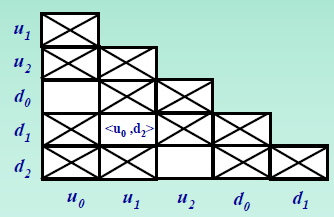 u₁
u₂
d₀
d₁ <u₀ ,d₂>
d₂
u₀ u₁ u₂ d₀ d₁